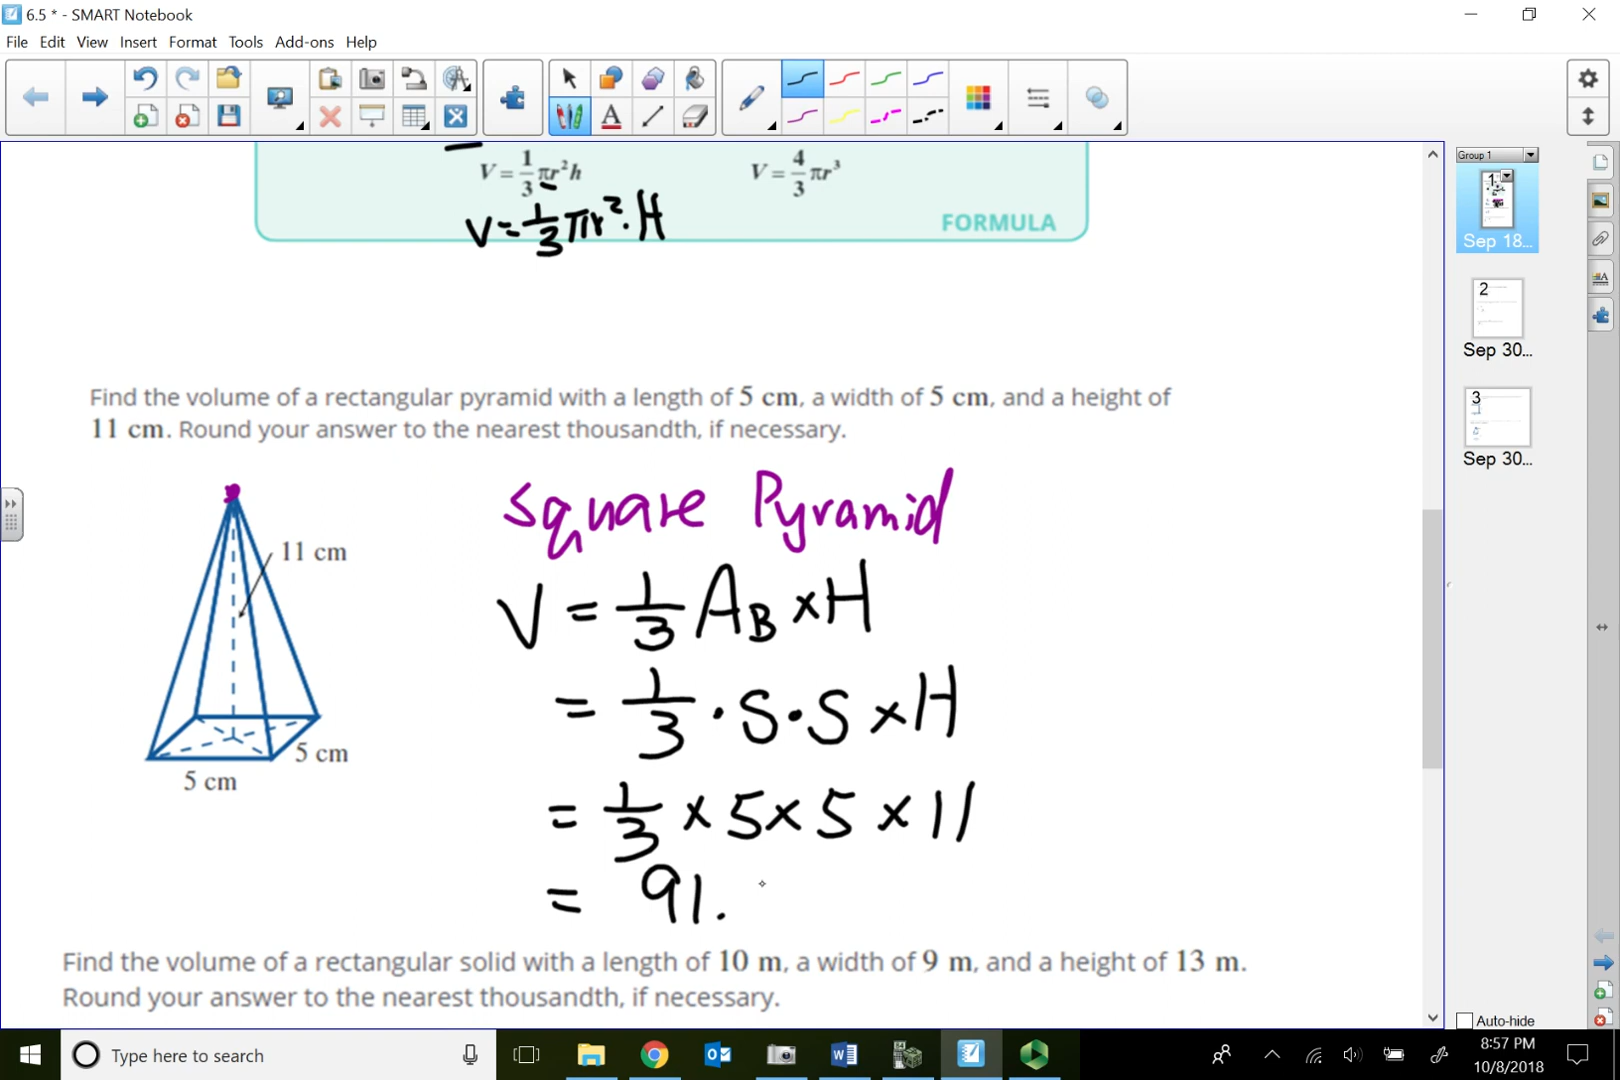 6.5 * - SMART Notebook
File Edit View Insert Format Tools Add-ons Help
V = 1/3 πr²h
V = 4/3 πr³
V = 1/3 πr² · H
FORMULA
Find the volume of a rectangular pyramid with a length of 5 cm, a width of 5 cm, and a height of
11 cm. Round your answer to the nearest thousandth, if necessary.
11 cm
5 cm
5 cm
Square Pyramid
V = 1/3 A_B × H
= 1/3 · S · S × H
= 1/3 × 5 × 5 × 11
= 91.
Find the volume of a rectangular solid with a length of 10 m, a width of 9 m, and a height of 13 m.
Round your answer to the nearest thousandth, if necessary.
Group 1
1
Sep 18...
2
Sep 30...
3
Sep 30...
Auto-hide
Type here to search
8:57 PM
10/8/2018